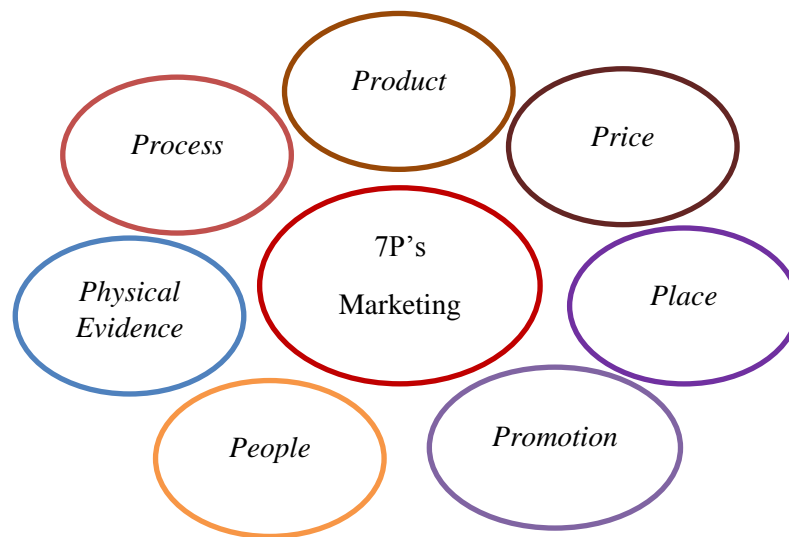 Product
Process
Price
7P’s
Marketing
Physical
Evidence
Place
People
Promotion